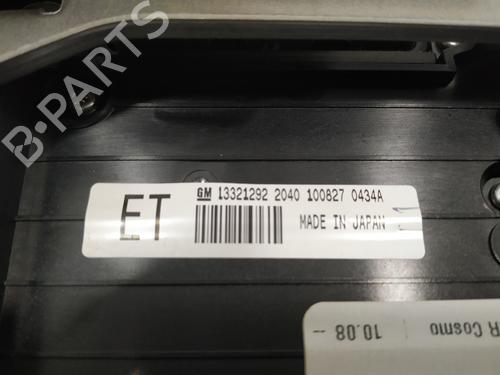 B-PARTS
GM 13321292 2040 100827 0434A
ET
MADE IN JAPAN
R Cosmo
10.08 -